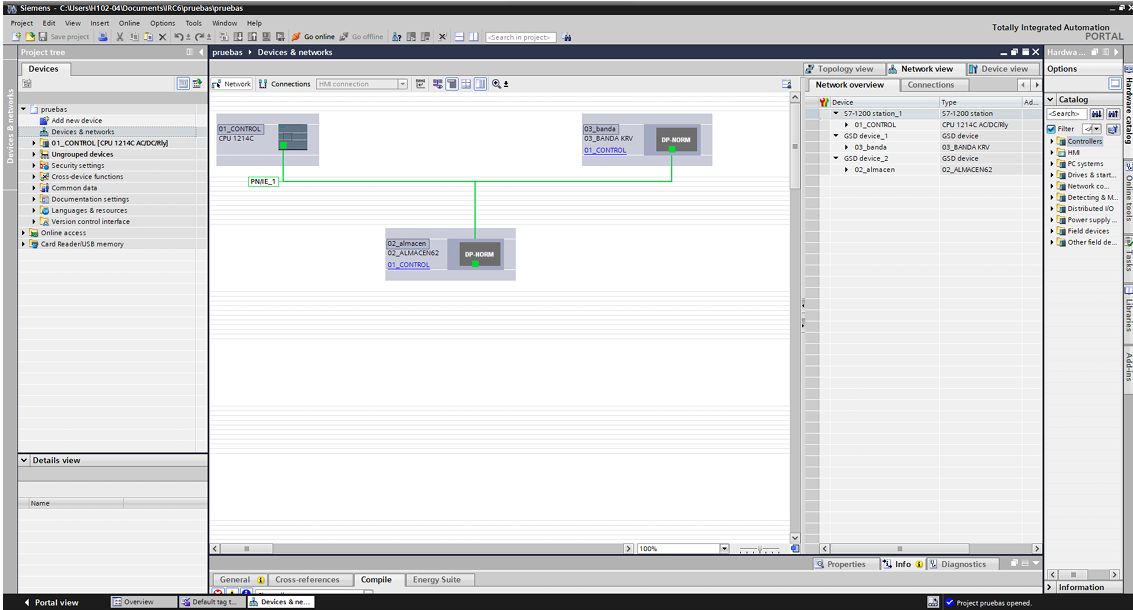 Siemens - C:\Users\H102-04\Documents\IRC6\pruebas\pruebas
Project Edit View Insert Online Options Tools Window Help
Totally Integrated Automation
PORTAL
Save project
Go online
Go offline
<Search in project>
Project tree
pruebas
Devices & networks
Hardwa...
Devices
Topology view
Network view
Device view
Options
Network
Connections
HMI connection
Network overview
Connections
Catalog
<Search>
Filter
<Al
Device
Type
Ad...
S7-1200 station_1
S7-1200 station
01_CONTROL
CPU 1214C AC/DC/Rly
GSD device_1
GSD device
03_banda
03_BANDA KRV
GSD device_2
GSD device
02_almacen
02_ALMACEN62
Controllers
HMI
PC systems
Drives & start...
Network co...
Detecting & M...
Distributed I/O
Power supply ...
Field devices
Other field de...
pruebas
Add new device
Devices & networks
01_CONTROL [CPU 1214C AC/DC/Rly]
Ungrouped devices
Security settings
Cross-device functions
Common data
Documentation settings
Languages & resources
Version control interface
Online access
Card Reader/USB memory
01_CONTROL
CPU 1214C
03_banda
03_BANDA KRV
01_CONTROL
DP-NORM
PN/IE_1
02_almacen
02_ALMACEN62
01_CONTROL
DP-NORM
Devices & networks
Hardware catalog
Online tools
Tasks
Libraries
Add-ins
Details view
Name
100%
Properties
Info
Diagnostics
General
Cross-references
Compile
Energy Suite
Information
Portal view
Overview
Default tag t...
Devices & ne...
Project pruebas opened.